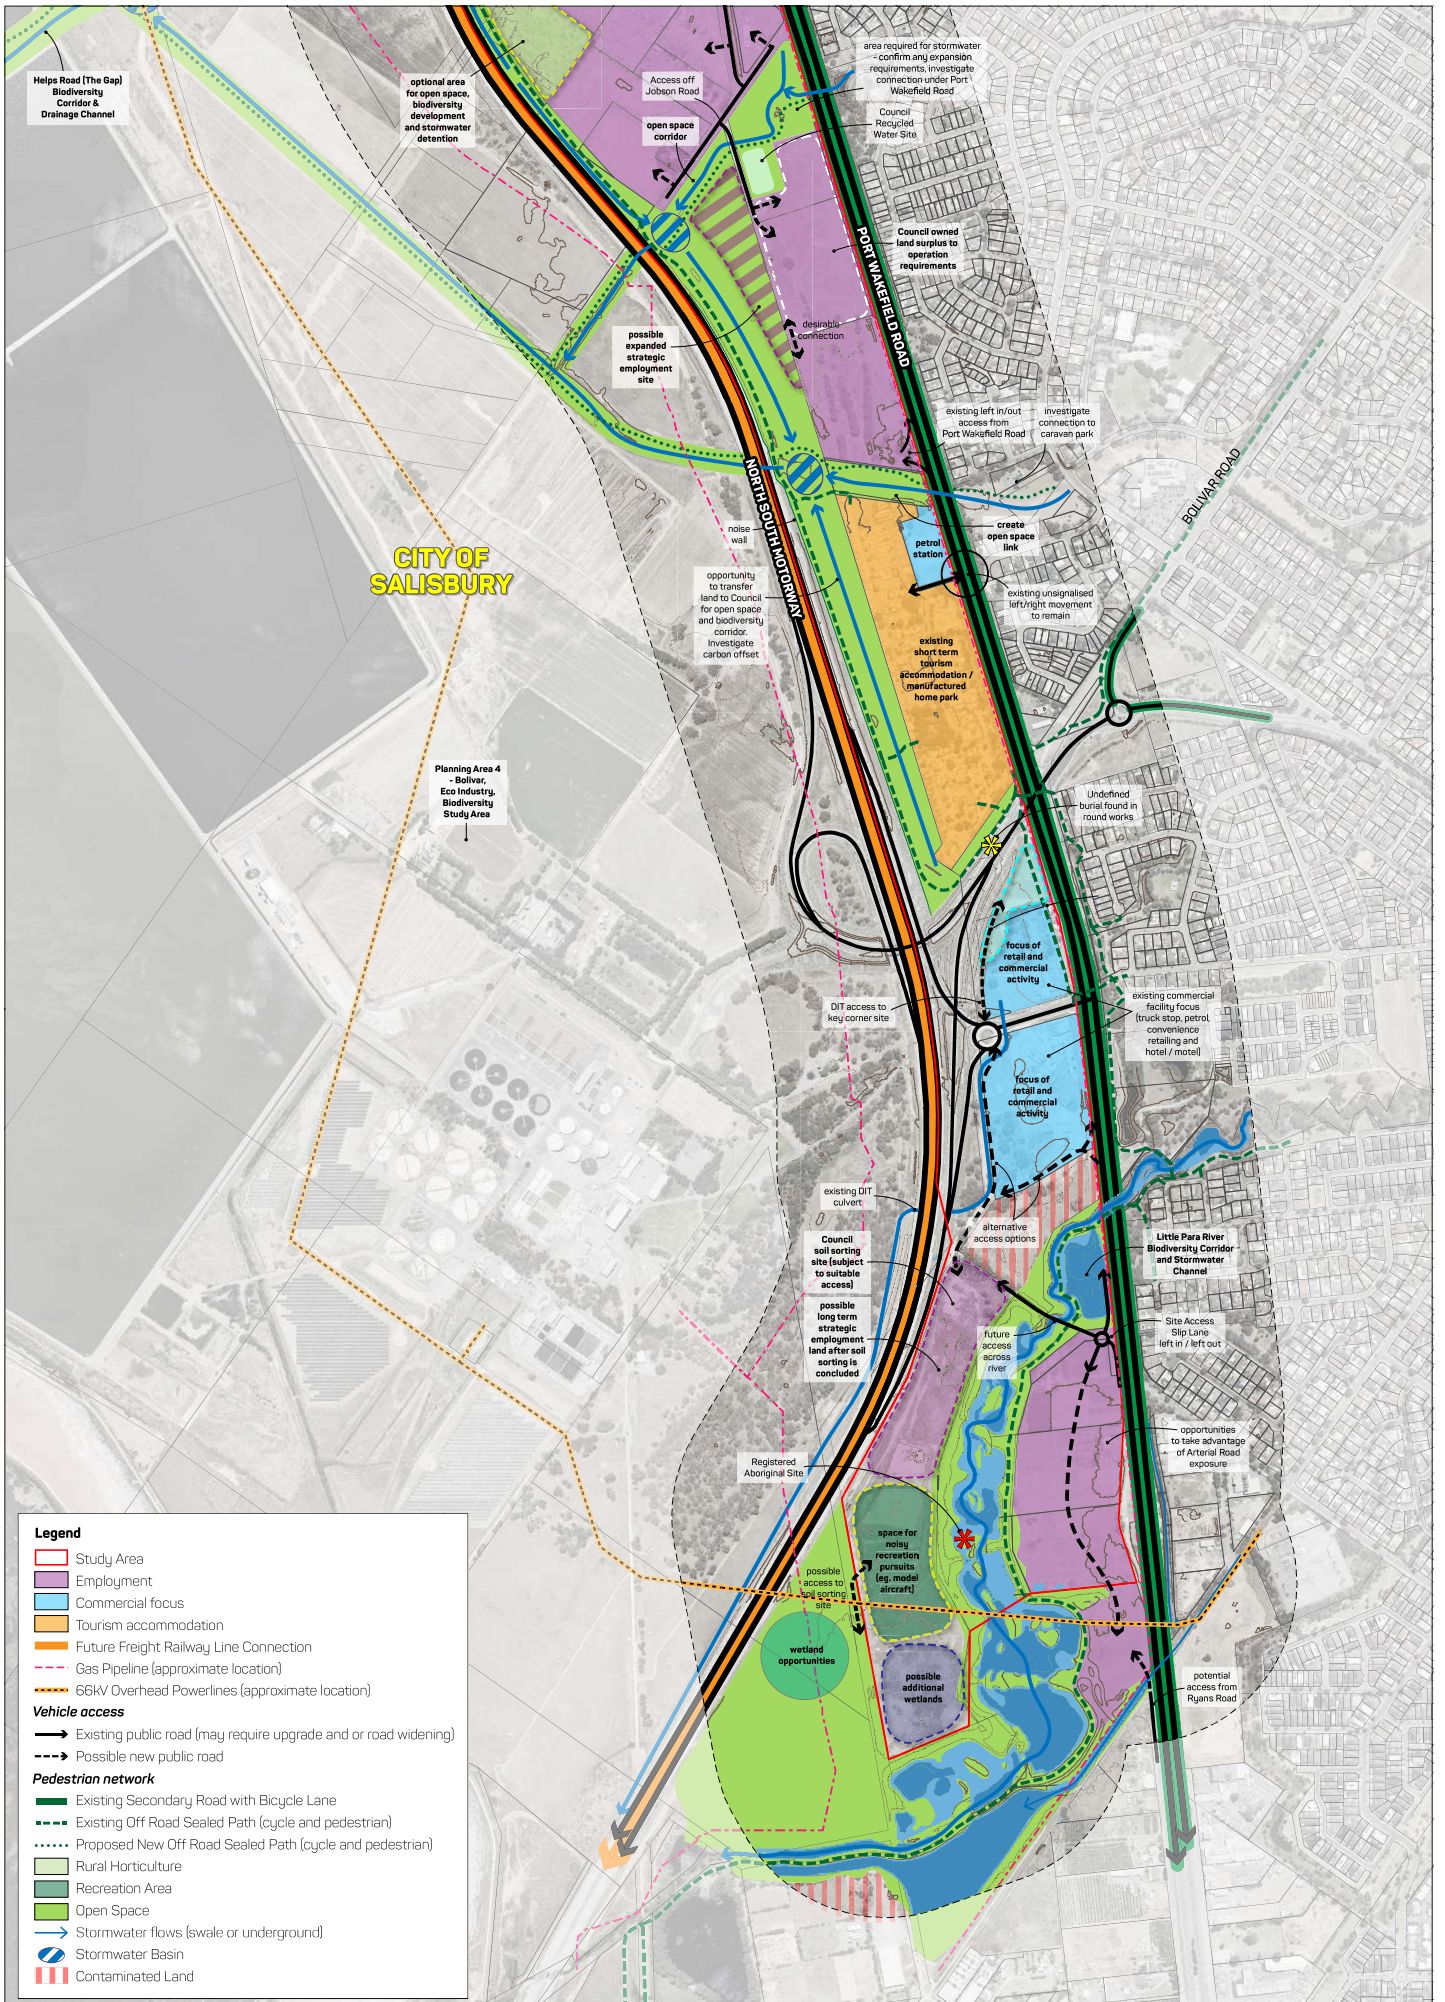 Helps Road (The Gap)
Biodiversity
Corridor &
Drainage Channel
optional area
for open space,
biodiversity
development
and stormwater
detention
Access off
Jobson Road
open space
corridor
area required for stormwater
- confirm any expansion
requirements, investigate
connection under Port
Wakefield Road
Council
Recycled
Water Site
Council owned
land surplus to
operation
requirements
PORT WAKEFIELD ROAD
possible
expanded
strategic
employment
site
desirable
connection
existing left in/out
access from
Port Wakefield Road
investigate
connection to
caravan park
BOLIVAR ROAD
NORTH SOUTH MOTORWAY
noise
wall
petrol
station
create
open space
link
CITY OF
SALISBURY
opportunity
to transfer
land to Council
for open space
and biodiversity
corridor.
Investigate
carbon offset
existing unsignalised
left/right movement
to remain
existing
short term
tourism
accommodation /
manufactured
home park
Planning Area 4
- Bolivar,
Eco Industry,
Biodiversity
Study Area
Undefined
burial found in
round works
focus of
retail and
commercial
activity
DIT access to
key corner site
existing commercial
facility focus
(truck stop, petrol,
convenience
retailing and
hotel / motel)
focus of
retail and
commercial
activity
existing DIT
culvert
alternative
access options
Council
soil sorting
site (subject
to suitable
access)
Little Para River
Biodiversity Corridor
and Stormwater
Channel
possible
long term
strategic
employment
land after soil
sorting is
concluded
future
access
across
river
Site Access
Slip Lane
left in / left out
opportunities
to take advantage
of Arterial Road
exposure
Registered
Aboriginal Site
space for
noisy
recreation
pursuits
(eg. model
aircraft)
possible
access to
soil sorting
site
wetland
opportunities
possible
additional
wetlands
potential
access from
Ryans Road
Legend
Study Area
Employment
Commercial focus
Tourism accommodation
Future Freight Railway Line Connection
Gas Pipeline (approximate location)
66kV Overhead Powerlines (approximate location)
Vehicle access
Existing public road (may require upgrade and or road widening)
Possible new public road
Pedestrian network
Existing Secondary Road with Bicycle Lane
Existing Off Road Sealed Path (cycle and pedestrian)
Proposed New Off Road Sealed Path (cycle and pedestrian)
Rural Horticulture
Recreation Area
Open Space
Stormwater flows (swale or underground)
Stormwater Basin
Contaminated Land